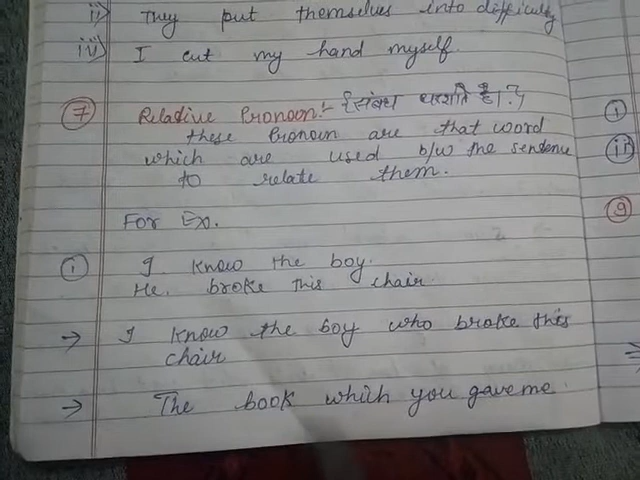 ii) They put themselves into difficulty
iii) I cut my hand myself.
7 Relative Pronoun:- {संबंध दर्शाते है।}
these Pronoun are that word
which are used b/w the sentence
to relate them.
For Ex.
i I know the boy.
He. broke this chair.
→ I know the boy who broke this
chair
→ The book which you gave me
i
ii
9